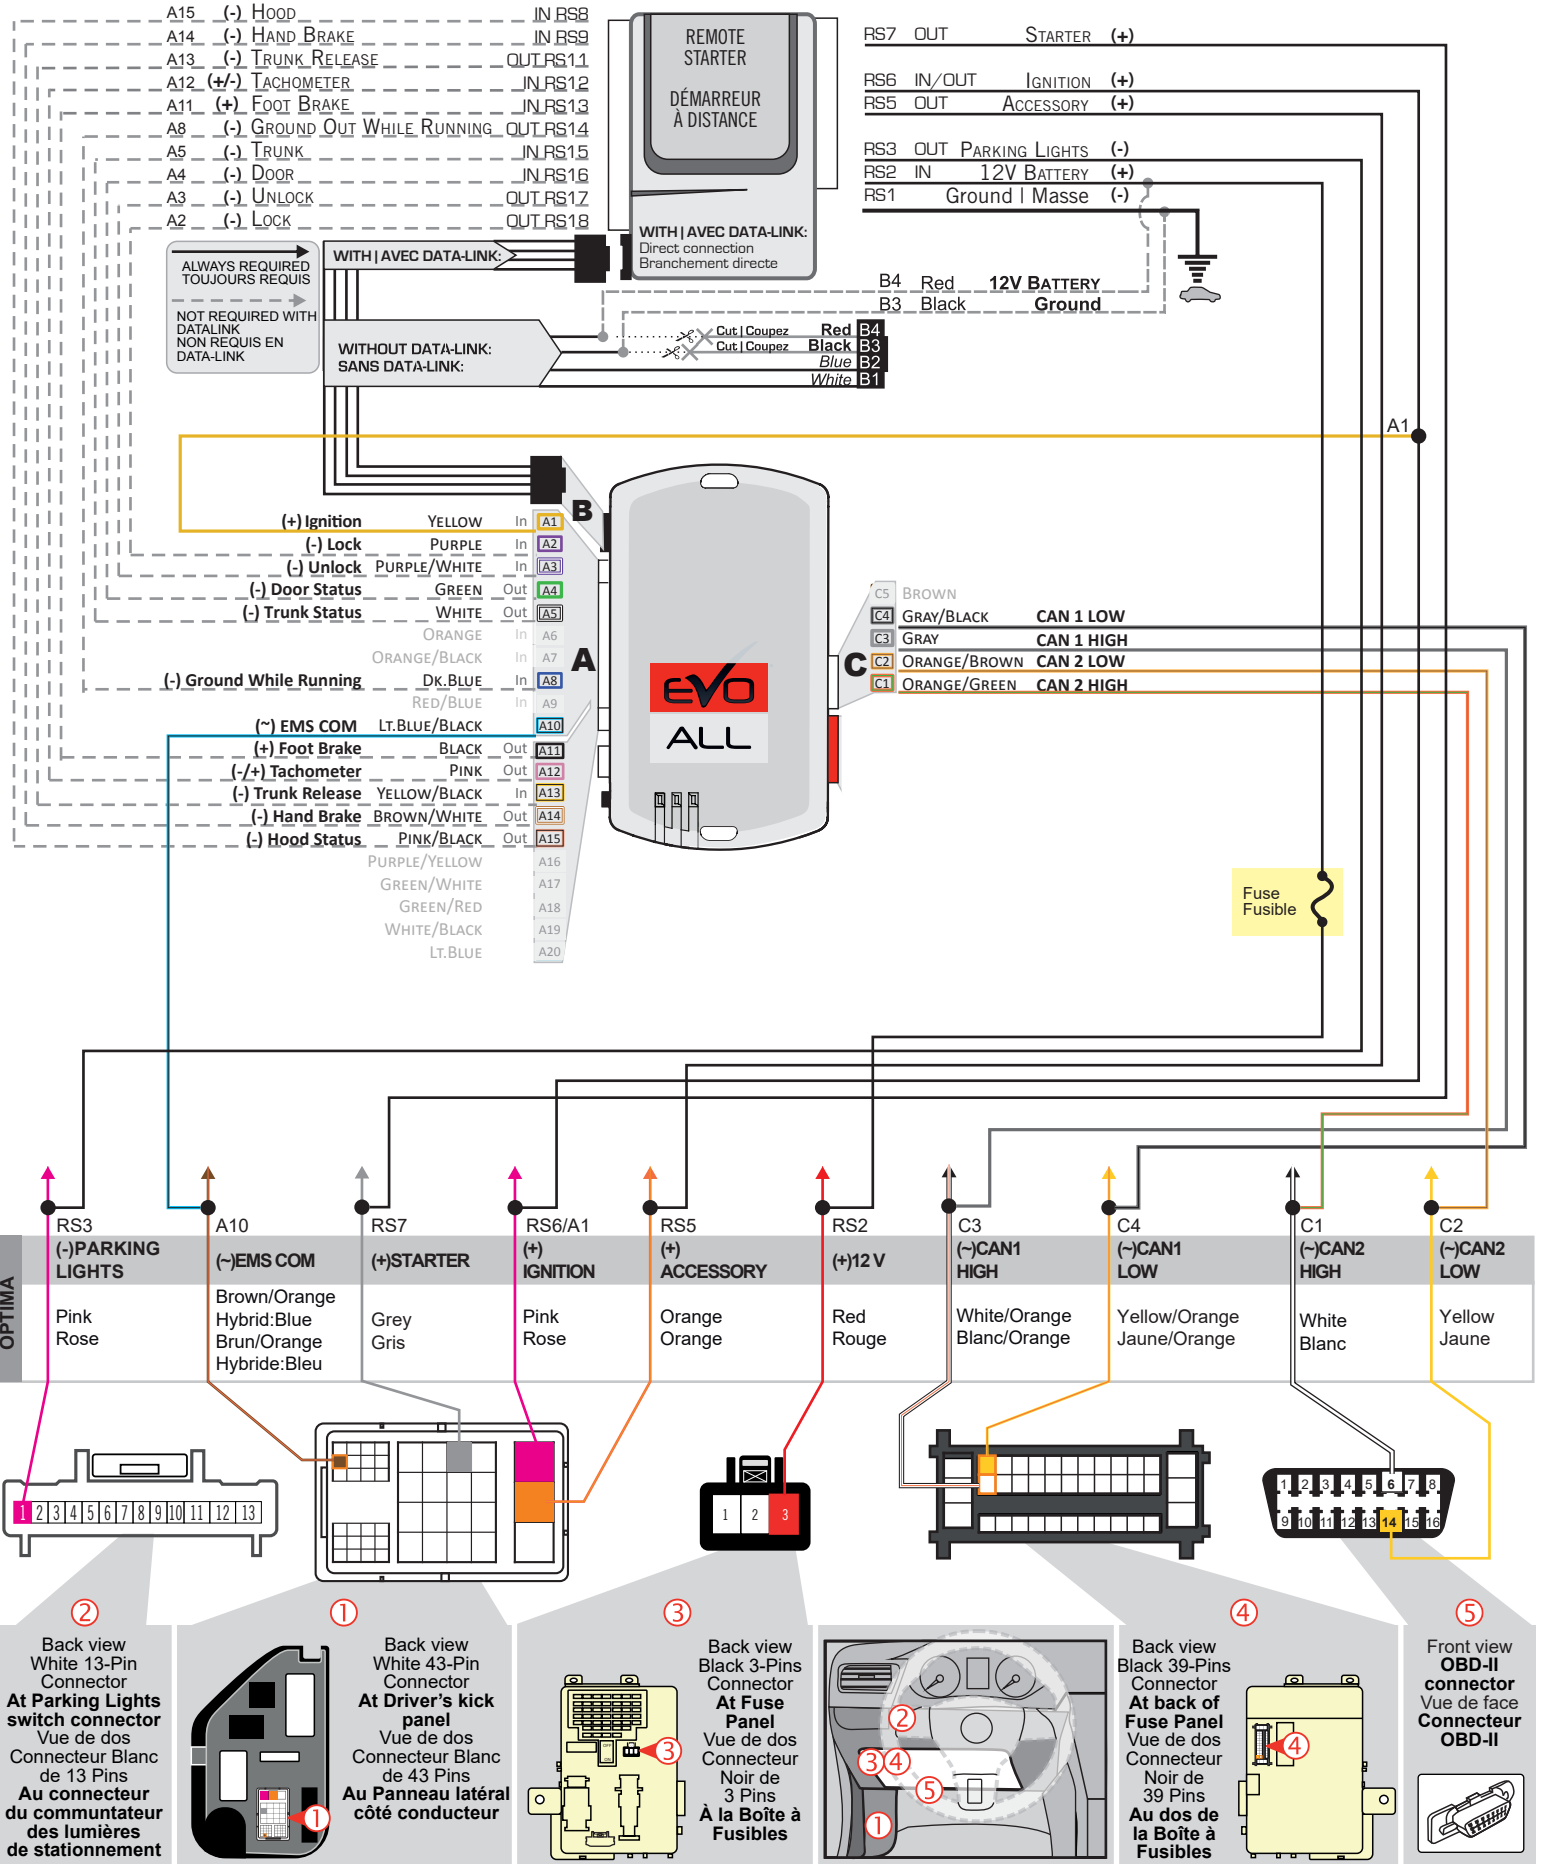 A15 (-) HOOD IN RS8
A14 (-) HAND BRAKE IN RS9
A13 (-) TRUNK RELEASE OUT RS11
A12 (+/-) TACHOMETER IN RS12
A11 (+) FOOT BRAKE IN RS13
A8 (-) GROUND OUT WHILE RUNNING OUT RS14
A5 (-) TRUNK IN RS15
A4 (-) DOOR IN RS16
A3 (-) UNLOCK OUT RS17
A2 (-) LOCK OUT RS18
REMOTE
STARTER
DÉMARREUR
À DISTANCE
WITH | AVEC DATA-LINK:
Direct connection
Branchement directe
RS7 OUT STARTER (+)
RS6 IN/OUT IGNITION (+)
RS5 OUT ACCESSORY (+)
RS3 OUT PARKING LIGHTS (-)
RS2 IN 12V BATTERY (+)
RS1 Ground | Masse (-)
ALWAYS REQUIRED
TOUJOURS REQUIS
NOT REQUIRED WITH
DATALINK
NON REQUIS EN
DATA-LINK
WITH | AVEC DATA-LINK:
WITHOUT DATA-LINK:
SANS DATA-LINK:
B4 Red 12V BATTERY
B3 Black Ground
Cut | Coupez Red B4
Cut | Coupez Black B3
Blue B2
White B1
A1
B
A
C
(+) Ignition YELLOW In A1
(-) Lock PURPLE In A2
(-) Unlock PURPLE/WHITE In A3
(-) Door Status GREEN Out A4
(-) Trunk Status WHITE Out A5
ORANGE In A6
ORANGE/BLACK In A7
(-) Ground While Running DK.BLUE In A8
RED/BLUE In A9
(~) EMS COM LT.BLUE/BLACK A10
(+) Foot Brake BLACK Out A11
(-/+) Tachometer PINK Out A12
(-) Trunk Release YELLOW/BLACK In A13
(-) Hand Brake BROWN/WHITE Out A14
(-) Hood Status PINK/BLACK Out A15
PURPLE/YELLOW A16
GREEN/WHITE A17
GREEN/RED A18
WHITE/BLACK A19
LT.BLUE A20
EVO
ALL
C5 BROWN
C4 GRAY/BLACK CAN 1 LOW
C3 GRAY CAN 1 HIGH
C2 ORANGE/BROWN CAN 2 LOW
C1 ORANGE/GREEN CAN 2 HIGH
Fuse
Fusible
OPTIMA
RS3
(-)PARKING
LIGHTS
Pink
Rose
A10
(~)EMS COM
Brown/Orange
Hybrid:Blue
Brun/Orange
Hybride:Bleu
RS7
(+)STARTER
Grey
Gris
RS6/A1
(+)
IGNITION
Pink
Rose
RS5
(+)
ACCESSORY
Orange
Orange
RS2
(+)12 V
Red
Rouge
C3
(~)CAN1
HIGH
White/Orange
Blanc/Orange
C4
(~)CAN1
LOW
Yellow/Orange
Jaune/Orange
C1
(~)CAN2
HIGH
White
Blanc
C2
(~)CAN2
LOW
Yellow
Jaune
1 2 3 4 5 6 7 8 9 10 11 12 13
1 2 3
1 2 3 4 5 6 7 8
9 10 11 12 13 14 15 16
2
Back view
White 13-Pin
Connector
At Parking Lights
switch connector
Vue de dos
Connecteur Blanc
de 13 Pins
Au connecteur
du communtateur
des lumières
de stationnement
1
Back view
White 43-Pin
Connector
At Driver's kick
panel
Vue de dos
Connecteur Blanc
de 43 Pins
Au Panneau latéral
côté conducteur
1
3
Back view
Black 3-Pins
Connector
At Fuse
Panel
Vue de dos
Connecteur
Noir de
3 Pins
À la Boîte à
Fusibles
OFF
ON
3
2
3 4
5
1
4
Back view
Black 39-Pins
Connector
At back of
Fuse Panel
Vue de dos
Connecteur
Noir de
39 Pins
Au dos de
la Boîte à
Fusibles
4
5
Front view
OBD-II
connector
Vue de face
Connecteur
OBD-II